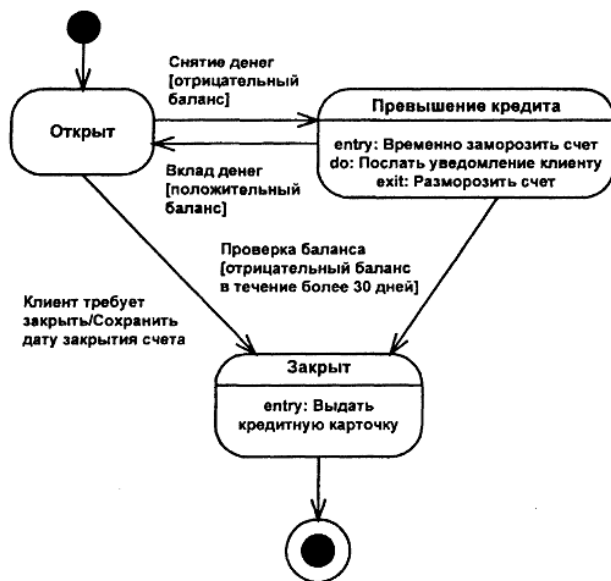 Снятие денег
[отрицательный
баланс]
Открыт
Превышение кредита
entry: Временно заморозить счет
do: Послать уведомление клиенту
exit: Разморозить счет
Вклад денег
[положительный
баланс]
Проверка баланса
[отрицательный баланс
в течение более 30 дней]
Клиент требует
закрыть/Сохранить
дату закрытия счета
Закрыт
entry: Выдать
кредитную карточку